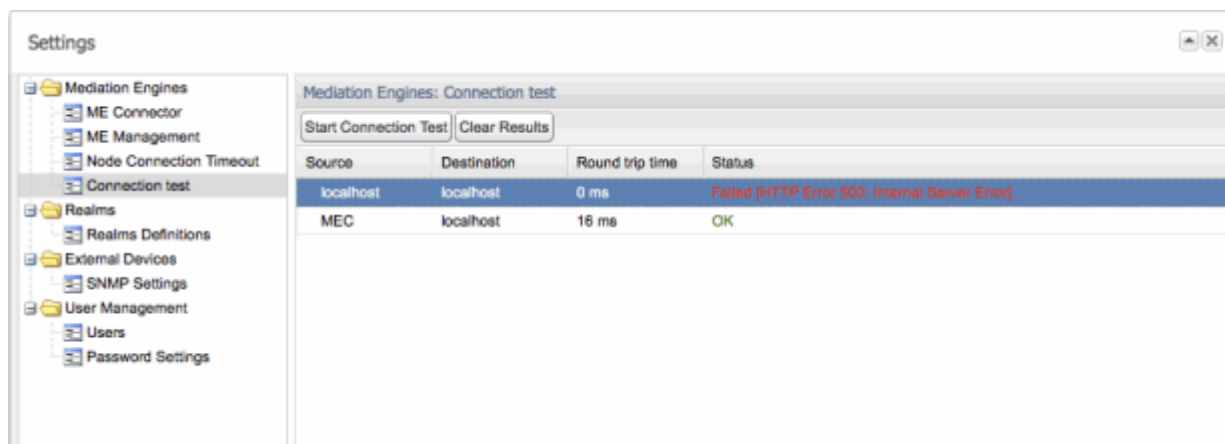 Settings
Mediation Engines
ME Connector
ME Management
Node Connection Timeout
Connection test
Realms
Realms Definitions
External Devices
SNMP Settings
User Management
Users
Password Settings
Mediation Engines: Connection test
Start Connection Test Clear Results
Source Destination Round trip time Status
localhost localhost 0 ms Failed [HTTP Error 500: Internal Server Error]
MEC localhost 16 ms OK